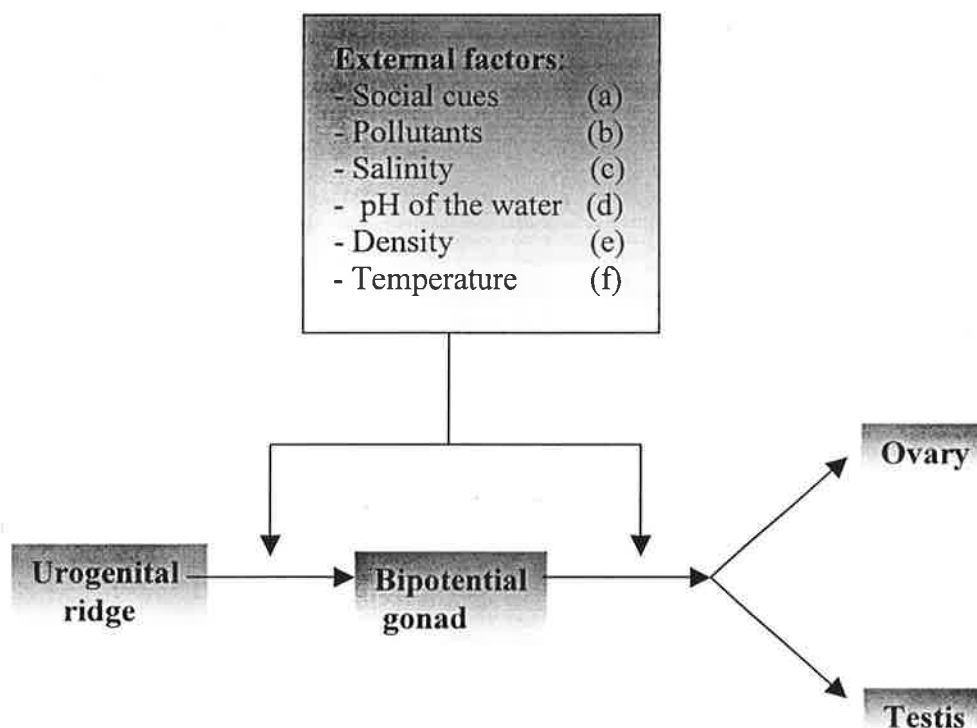 External factors:
- Social cues (a)
- Pollutants (b)
- Salinity (c)
- pH of the water (d)
- Density (e)
- Temperature (f)
Ovary
Urogenital
ridge
Bipotential
gonad
Testis